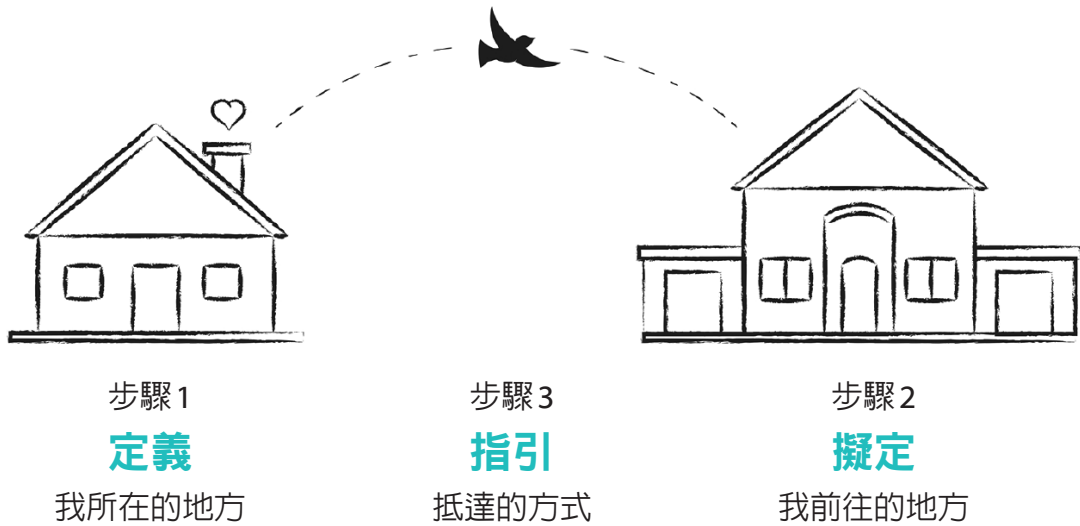 步驟1
定義
我所在的地方
步驟3
指引
抵達的方式
步驟2
擬定
我前往的地方